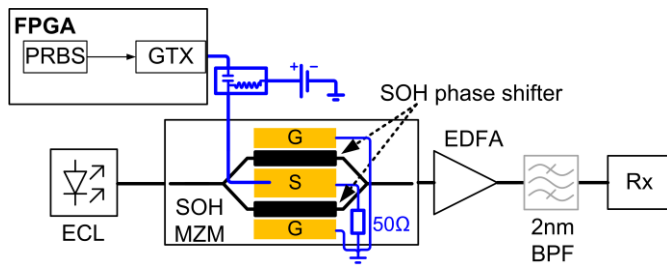 FPGA
PRBS
GTX
+
−
SOH phase shifter
G
S
G
SOH
MZM
50Ω
ECL
EDFA
2nm
BPF
Rx